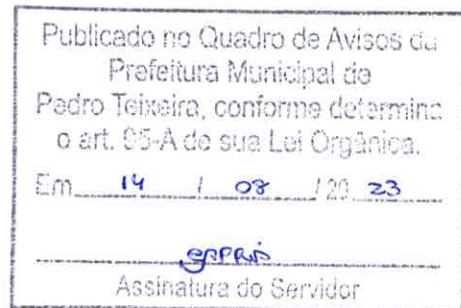 Publicado no Quadro de Avisos da
Prefeitura Municipal de
Pedro Teixeira, conforme determina
o art. 95-A de sua Lei Orgânica.
Em 14 / 08 / 20 23
Assinatura do Servidor